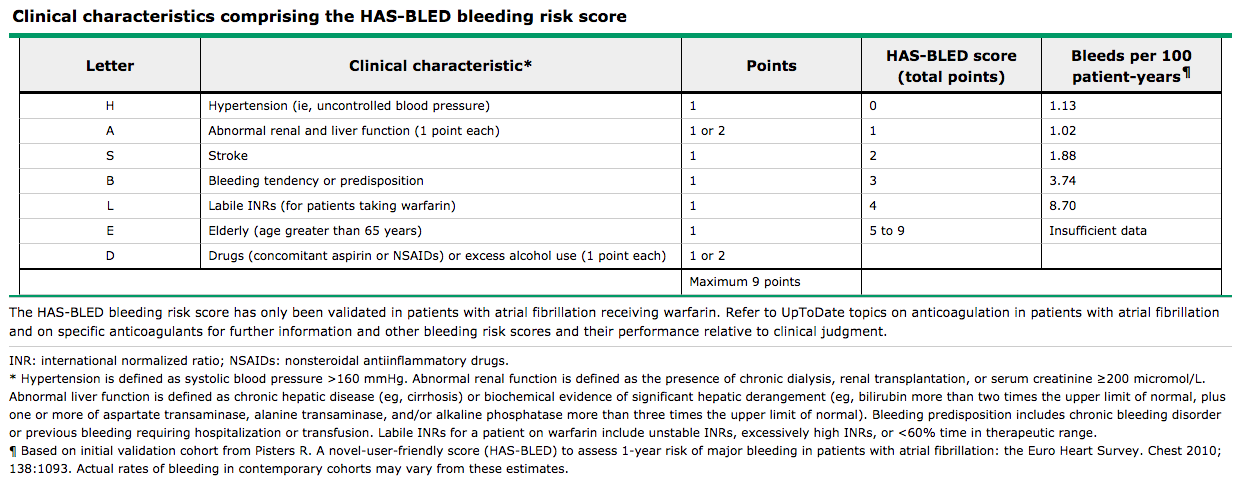 Clinical characteristics comprising the HAS-BLED bleeding risk score
Letter Clinical characteristic* Points HAS-BLED score (total points) Bleeds per 100 patient-years¶
H Hypertension (ie, uncontrolled blood pressure) 1 0 1.13
A Abnormal renal and liver function (1 point each) 1 or 2 1 1.02
S Stroke 1 2 1.88
B Bleeding tendency or predisposition 1 3 3.74
L Labile INRs (for patients taking warfarin) 1 4 8.70
E Elderly (age greater than 65 years) 1 5 to 9 Insufficient data
D Drugs (concomitant aspirin or NSAIDs) or excess alcohol use (1 point each) 1 or 2
Maximum 9 points
The HAS-BLED bleeding risk score has only been validated in patients with atrial fibrillation receiving warfarin. Refer to UpToDate topics on anticoagulation in patients with atrial fibrillation
and on specific anticoagulants for further information and other bleeding risk scores and their performance relative to clinical judgment.
INR: international normalized ratio; NSAIDs: nonsteroidal antiinflammatory drugs.
* Hypertension is defined as systolic blood pressure >160 mmHg. Abnormal renal function is defined as the presence of chronic dialysis, renal transplantation, or serum creatinine ≥200 micromol/L.
Abnormal liver function is defined as chronic hepatic disease (eg, cirrhosis) or biochemical evidence of significant hepatic derangement (eg, bilirubin more than two times the upper limit of normal, plus
one or more of aspartate transaminase, alanine transaminase, and/or alkaline phosphatase more than three times the upper limit of normal). Bleeding predisposition includes chronic bleeding disorder
or previous bleeding requiring hospitalization or transfusion. Labile INRs for a patient on warfarin include unstable INRs, excessively high INRs, or <60% time in therapeutic range.
¶ Based on initial validation cohort from Pisters R. A novel-user-friendly score (HAS-BLED) to assess 1-year risk of major bleeding in patients with atrial fibrillation: the Euro Heart Survey. Chest 2010;
138:1093. Actual rates of bleeding in contemporary cohorts may vary from these estimates.